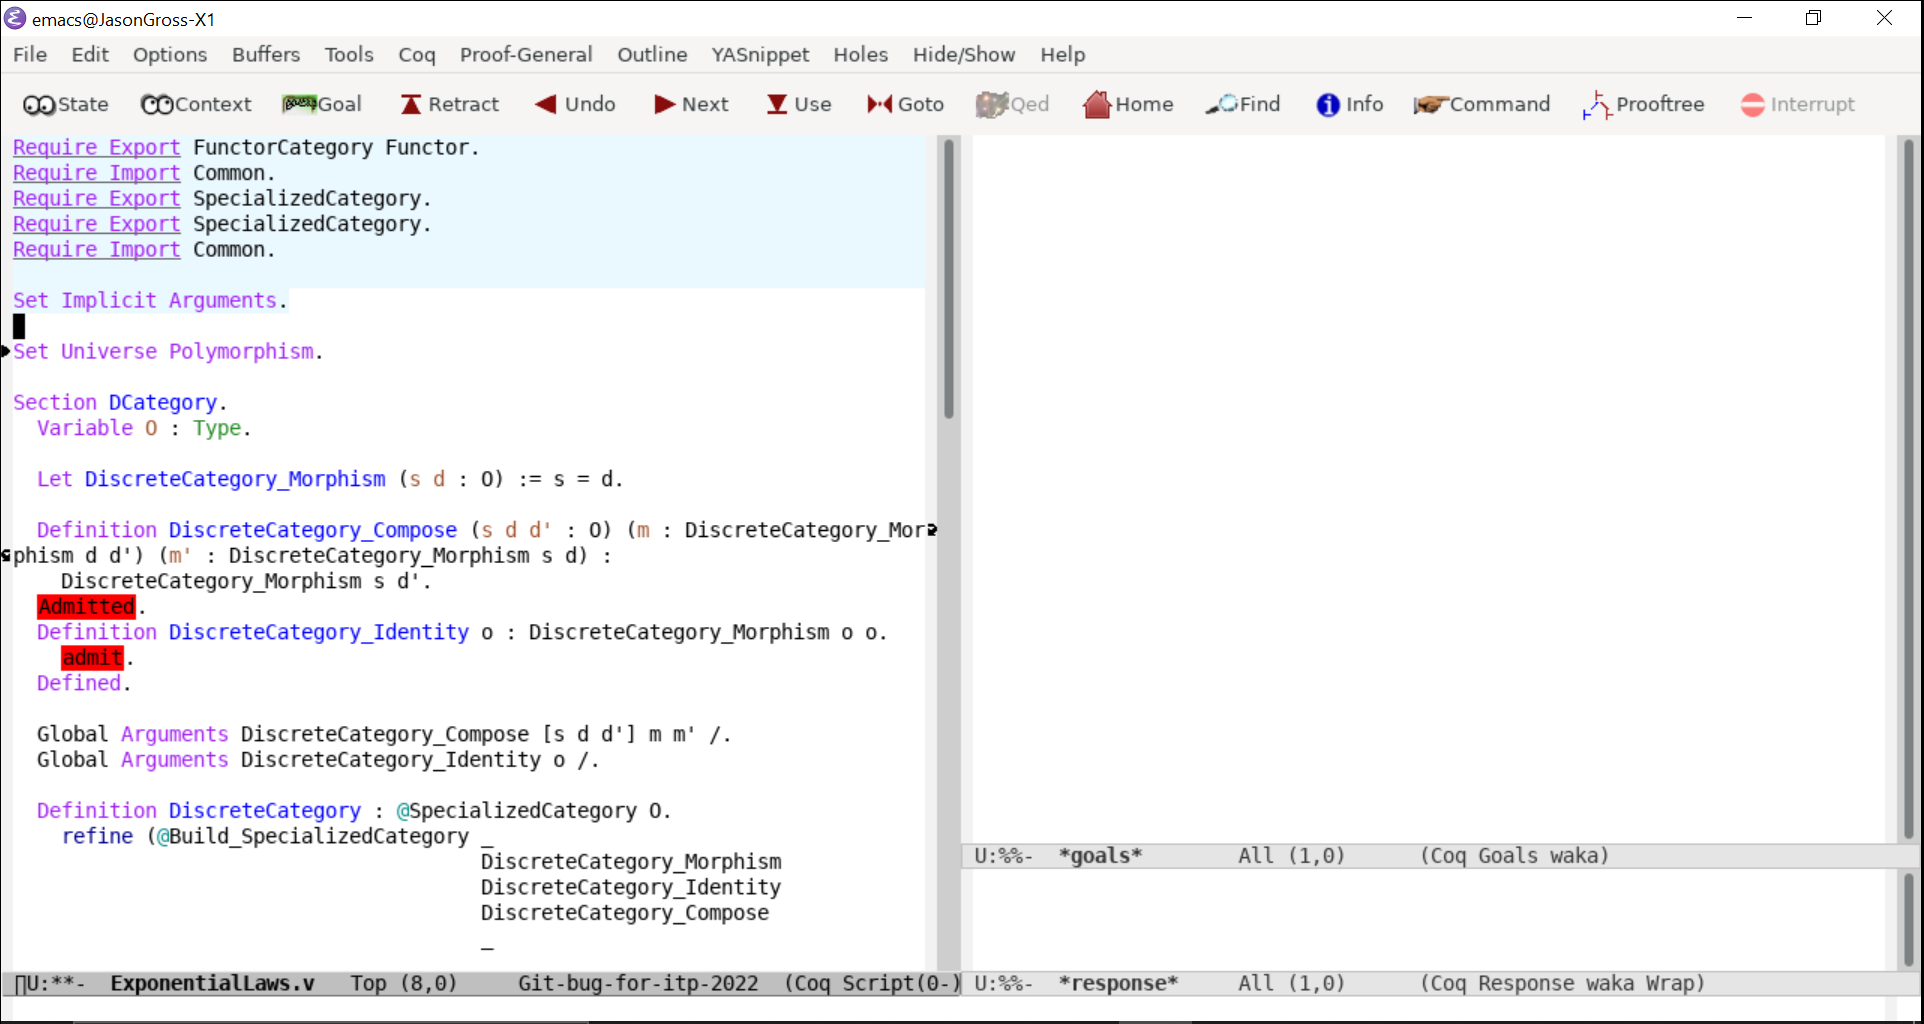 emacs@JasonGross-X1
File Edit Options Buffers Tools Coq Proof-General Outline YASnippet Holes Hide/Show Help
State Context Goal Retract Undo Next Use Goto Qed Home Find Info Command Prooftree Interrupt
Require Export FunctorCategory Functor.
Require Import Common.
Require Export SpecializedCategory.
Require Export SpecializedCategory.
Require Import Common.
Set Implicit Arguments.
Set Universe Polymorphism.
Section DCategory.
Variable O : Type.
Let DiscreteCategory_Morphism (s d : O) := s = d.
Definition DiscreteCategory_Compose (s d d' : O) (m : DiscreteCategory_Mor
phism d d') (m' : DiscreteCategory_Morphism s d) :
DiscreteCategory_Morphism s d'.
Admitted.
Definition DiscreteCategory_Identity o : DiscreteCategory_Morphism o o.
admit.
Defined.
Global Arguments DiscreteCategory_Compose [s d d'] m m' /.
Global Arguments DiscreteCategory_Identity o /.
Definition DiscreteCategory : @SpecializedCategory O.
refine (@Build_SpecializedCategory _
DiscreteCategory_Morphism
DiscreteCategory_Identity
DiscreteCategory_Compose
_
U:**- ExponentialLaws.v Top (8,0) Git-bug-for-itp-2022 (Coq Script(0-)
U:%%- *goals* All (1,0) (Coq Goals waka)
U:%%- *response* All (1,0) (Coq Response waka Wrap)